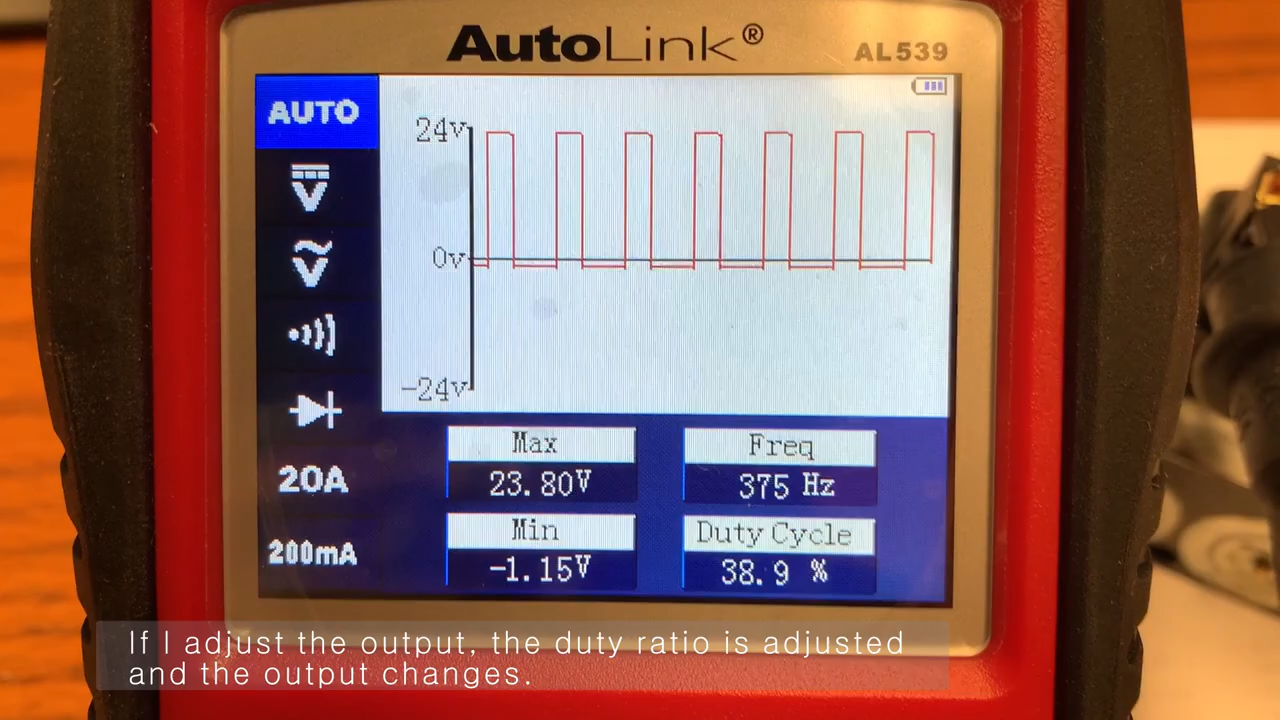 AutoLink®
AL539
AUTO
24v
V
V
0v
-24v
20A
200mA
Max
23.80V
Freq
375 Hz
Min
-1.15V
Duty Cycle
38.9 %
If I adjust the output, the duty ratio is adjusted
and the output changes.